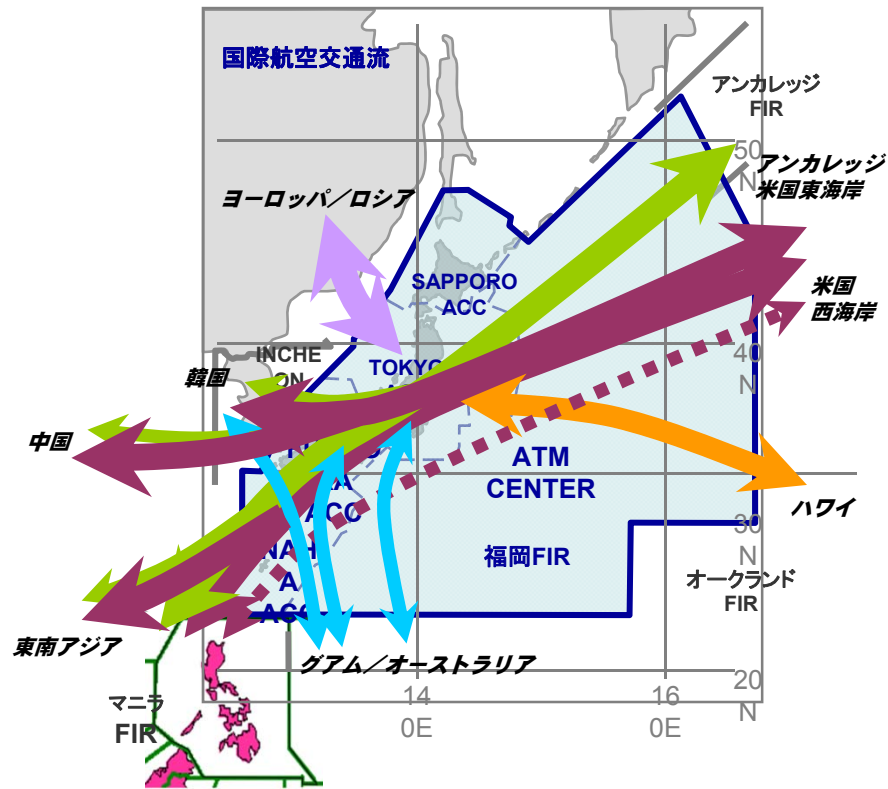 国際航空交通流
アンカレッジ
FIR
50
N
アンカレッジ
米国東海岸
ヨーロッパ／ロシア
SAPPORO
ACC
米国
西海岸
INCHE
ON
40
N
TOKYO
韓国
中国
ATM
CENTER
ACC
ハワイ
30
N
福岡FIR
NAH
A
ACC
オークランド
FIR
東南アジア
グアム／オーストラリア
20
N
マニラ
FIR
14
0E
16
0E